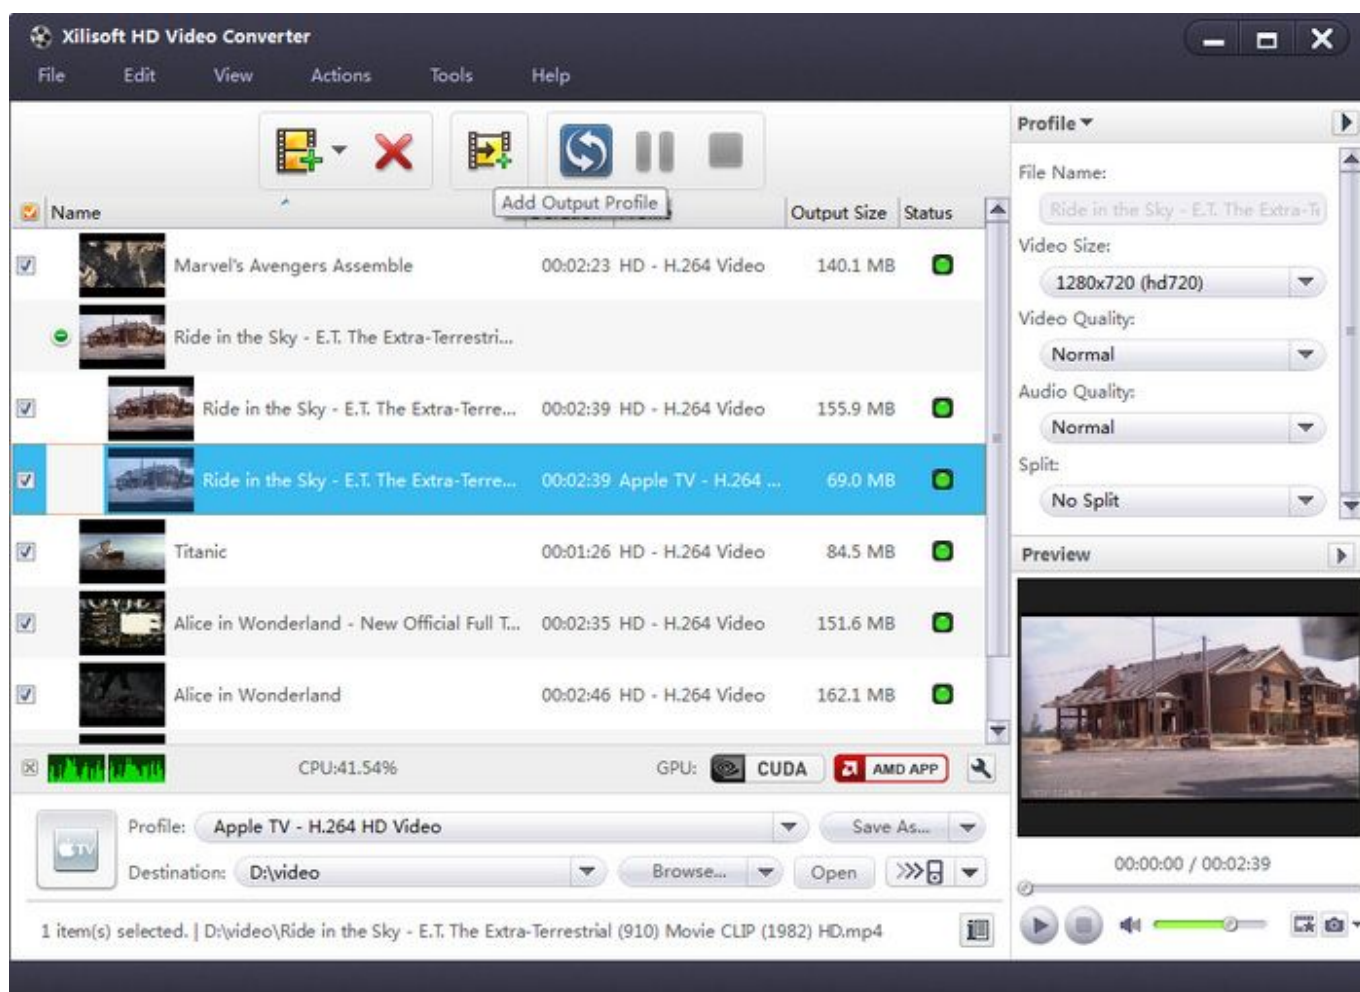 Xilisoft HD Video Converter
File Edit View Actions Tools Help
Add Output Profile
Name Output Size Status
Marvel's Avengers Assemble 00:02:23 HD - H.264 Video 140.1 MB
Ride in the Sky - E.T. The Extra-Terrestri...
Ride in the Sky - E.T. The Extra-Terre... 00:02:39 HD - H.264 Video 155.9 MB
Ride in the Sky - E.T. The Extra-Terre... 00:02:39 Apple TV - H.264 ... 69.0 MB
Titanic 00:01:26 HD - H.264 Video 84.5 MB
Alice in Wonderland - New Official Full T... 00:02:35 HD - H.264 Video 151.6 MB
Alice in Wonderland 00:02:46 HD - H.264 Video 162.1 MB
CPU:41.54% GPU: CUDA AMD APP
Profile: Apple TV - H.264 HD Video Save As...
tv
Destination: D:\video Browse... Open
1 item(s) selected. | D:\video\Ride in the Sky - E.T. The Extra-Terrestrial (910) Movie CLIP (1982) HD.mp4
Profile
File Name:
Ride in the Sky - E.T. The Extra-Te
Video Size:
1280x720 (hd720)
Video Quality:
Normal
Audio Quality:
Normal
Split:
No Split
Preview
00:00:00 / 00:02:39